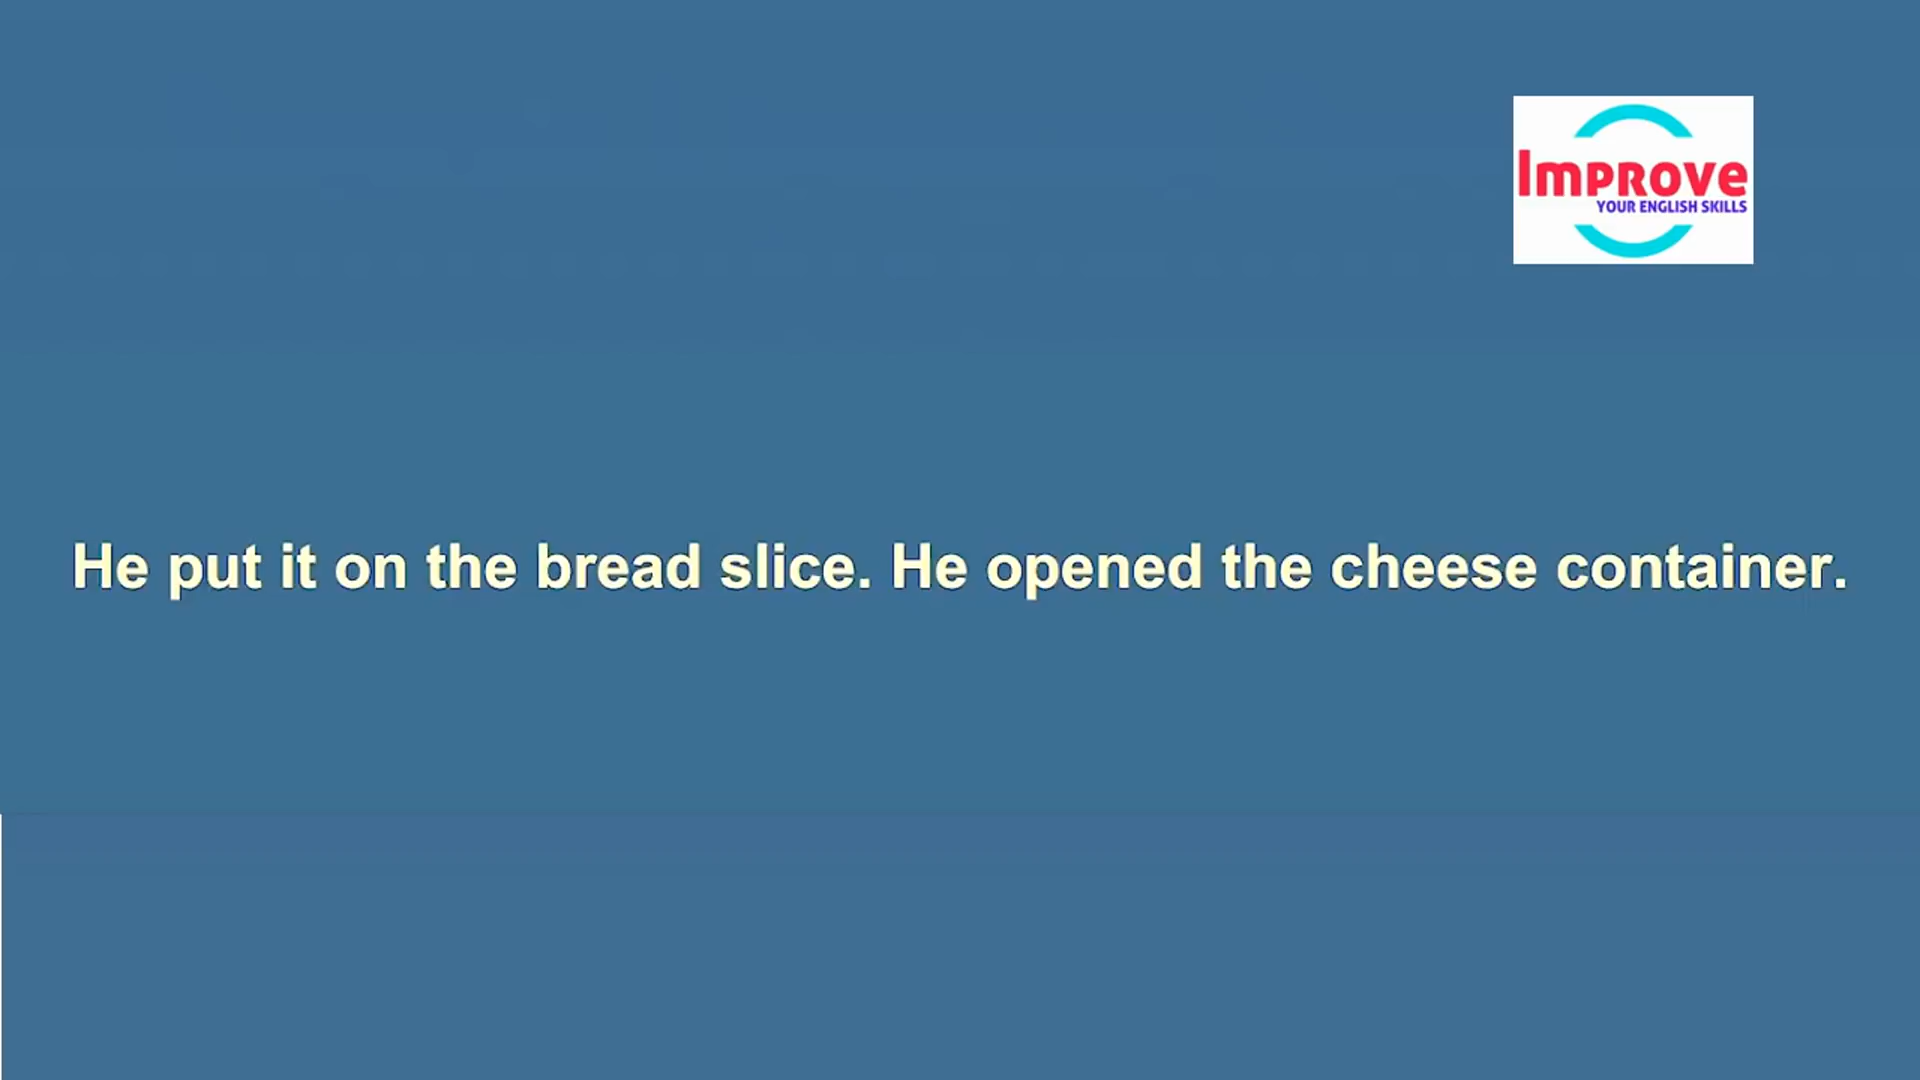 Improve
YOUR ENGLISH SKILLS
He put it on the bread slice. He opened the cheese container.